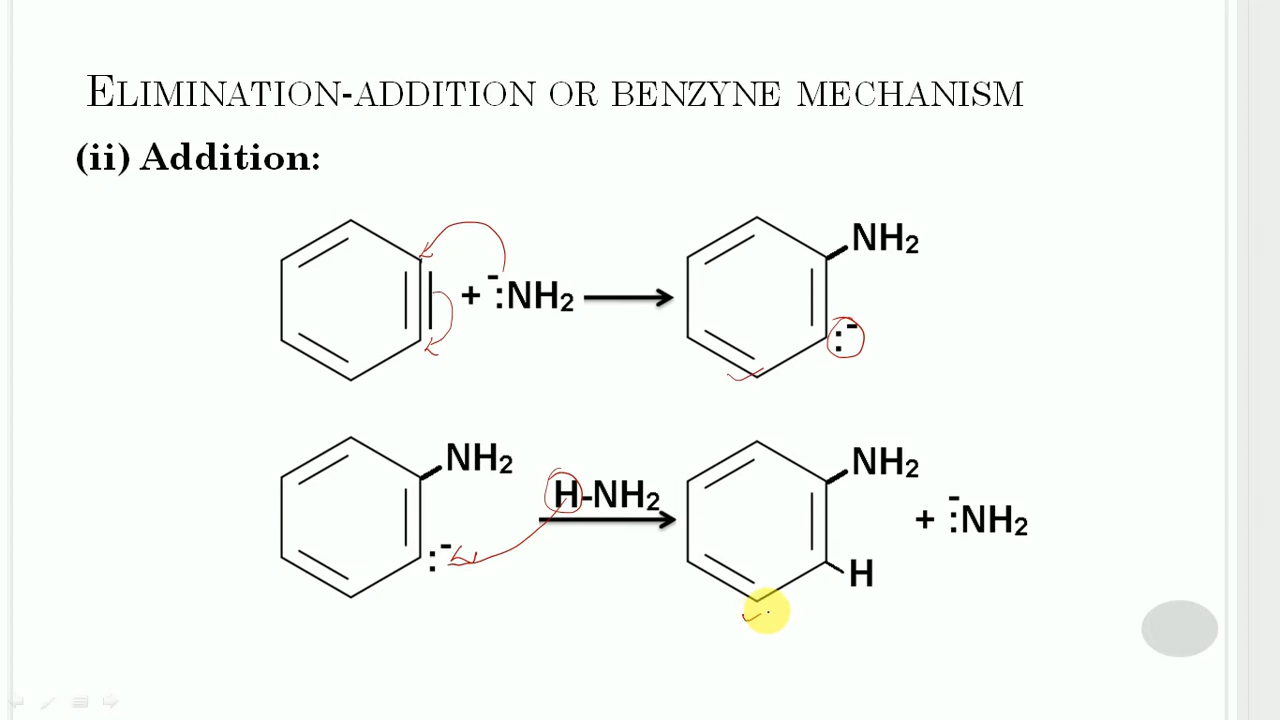 ELIMINATION-ADDITION OR BENZYNE MECHANISM
(ii) Addition:
NH₂
+ :⁻NH₂
:⁻
NH₂
H-NH₂
:⁻
NH₂
+ :⁻NH₂
H